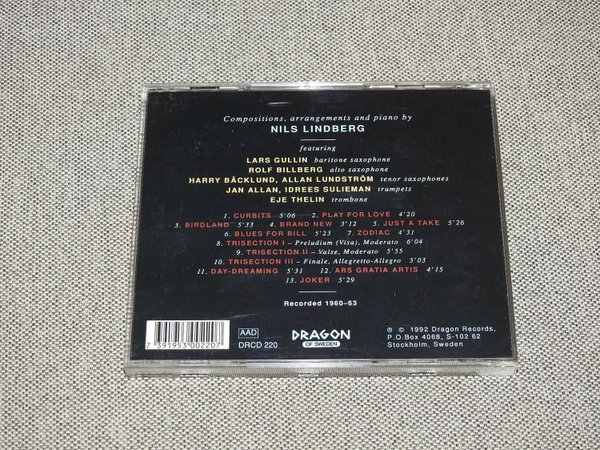 Compositions, arrangements and piano by
NILS LINDBERG
featuring
LARS GULLIN baritone saxophone
ROLF BILLBERG alto saxophone
HARRY BÄCKLUND, ALLAN LUNDSTRÖM tenor saxophones
JAN ALLAN, IDREES SULIEMAN trumpets
EJE THELIN trombone
1. CURBITS 5'06 2. PLAY FOR LOVE 4'20
3. BIRDLAND 5'33 4. BRAND NEW 3'12 5. JUST A TAKE 5'26
6. BLUES FOR BILL 5'23 7. ZODIAC 4'31
8. TRISECTION I – Preludium (Visa), Moderato 6'04
9. TRISECTION II – Valse, Moderato 5'55
10. TRISECTION III – Finale, Allegretto-Allegro 5'03
11. DAY-DREAMING 5'31 12. ARS GRATIA ARTIS 4'15
13. JOKER 5'29
Recorded 1960–63
7 391953 002207
AAD
DRCD 220
DRAGON
OF SWEDEN
℗ © 1992 Dragon Records,
P.O.Box 4068, S-102 62
Stockholm, Sweden